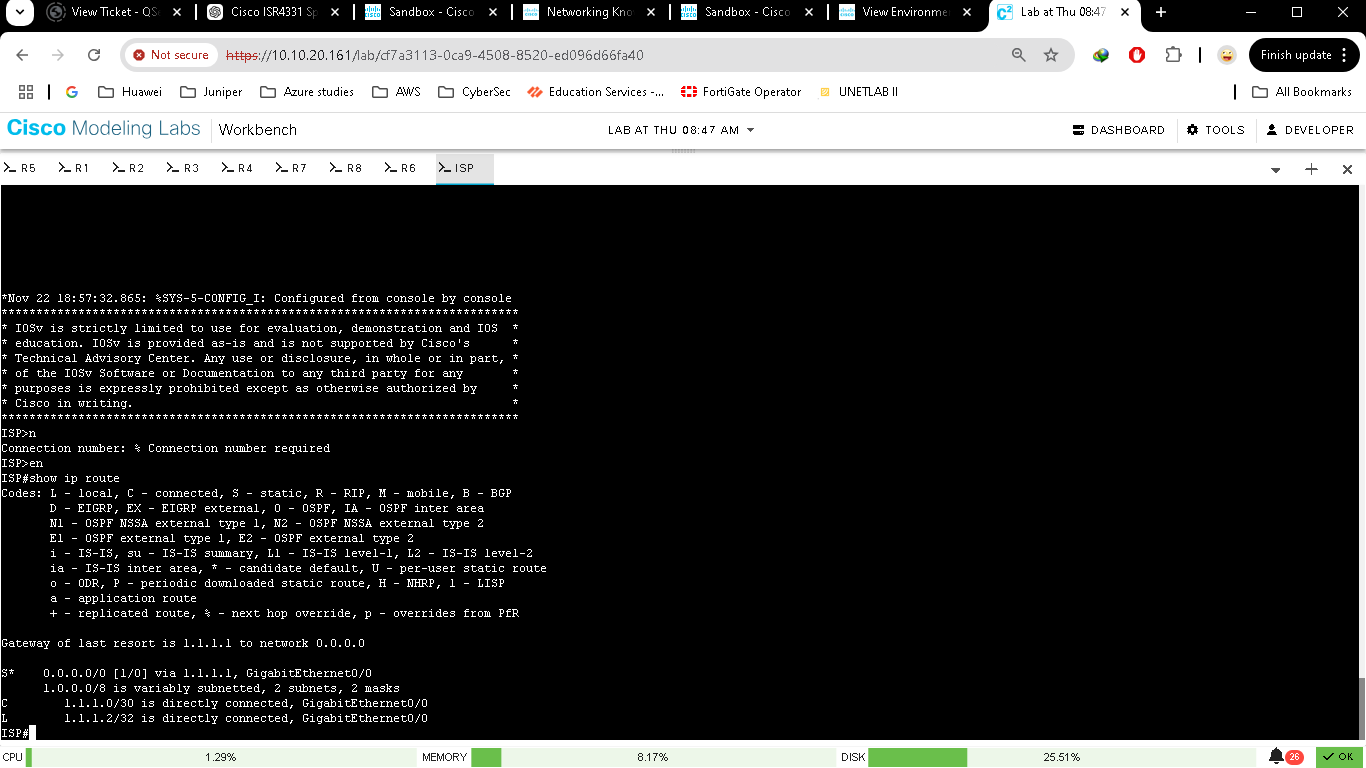 View Ticket - QS
Cisco ISR4331 Sp
Sandbox - Cisco
Networking Kno
Sandbox - Cisco
View Environme
Lab at Thu 08:47
Not secure
https://10.10.20.161/lab/cf7a3113-0ca9-4508-8520-ed096d66fa40
Finish update
Huawei
Juniper
Azure studies
AWS
CyberSec
Education Services -...
FortiGate Operator
UNETLAB II
All Bookmarks
Cisco Modeling Labs
Workbench
LAB AT THU 08:47 AM
DASHBOARD
TOOLS
DEVELOPER
R5
R1
R2
R3
R4
R7
R8
R6
ISP
*Nov 22 18:57:32.865: %SYS-5-CONFIG_I: Configured from console by console
**************************************************************************
* IOSv is strictly limited to use for evaluation, demonstration and IOS  *
* education. IOSv is provided as-is and is not supported by Cisco's      *
* Technical Advisory Center. Any use or disclosure, in whole or in part, *
* of the IOSv Software or Documentation to any third party for any       *
* purposes is expressly prohibited except as otherwise authorized by     *
* Cisco in writing.                                                      *
**************************************************************************
ISP>n
Connection number: % Connection number required
ISP>en
ISP#show ip route
Codes: L - local, C - connected, S - static, R - RIP, M - mobile, B - BGP
       D - EIGRP, EX - EIGRP external, O - OSPF, IA - OSPF inter area
       N1 - OSPF NSSA external type 1, N2 - OSPF NSSA external type 2
       E1 - OSPF external type 1, E2 - OSPF external type 2
       i - IS-IS, su - IS-IS summary, L1 - IS-IS level-1, L2 - IS-IS level-2
       ia - IS-IS inter area, * - candidate default, U - per-user static route
       o - ODR, P - periodic downloaded static route, H - NHRP, l - LISP
       a - application route
       + - replicated route, % - next hop override, p - overrides from PfR
Gateway of last resort is 1.1.1.1 to network 0.0.0.0
S*    0.0.0.0/0 [1/0] via 1.1.1.1, GigabitEthernet0/0
      1.0.0.0/8 is variably subnetted, 2 subnets, 2 masks
C        1.1.1.0/30 is directly connected, GigabitEthernet0/0
L        1.1.1.2/32 is directly connected, GigabitEthernet0/0
ISP#
CPU
1.29%
MEMORY
8.17%
DISK
25.51%
26
OK